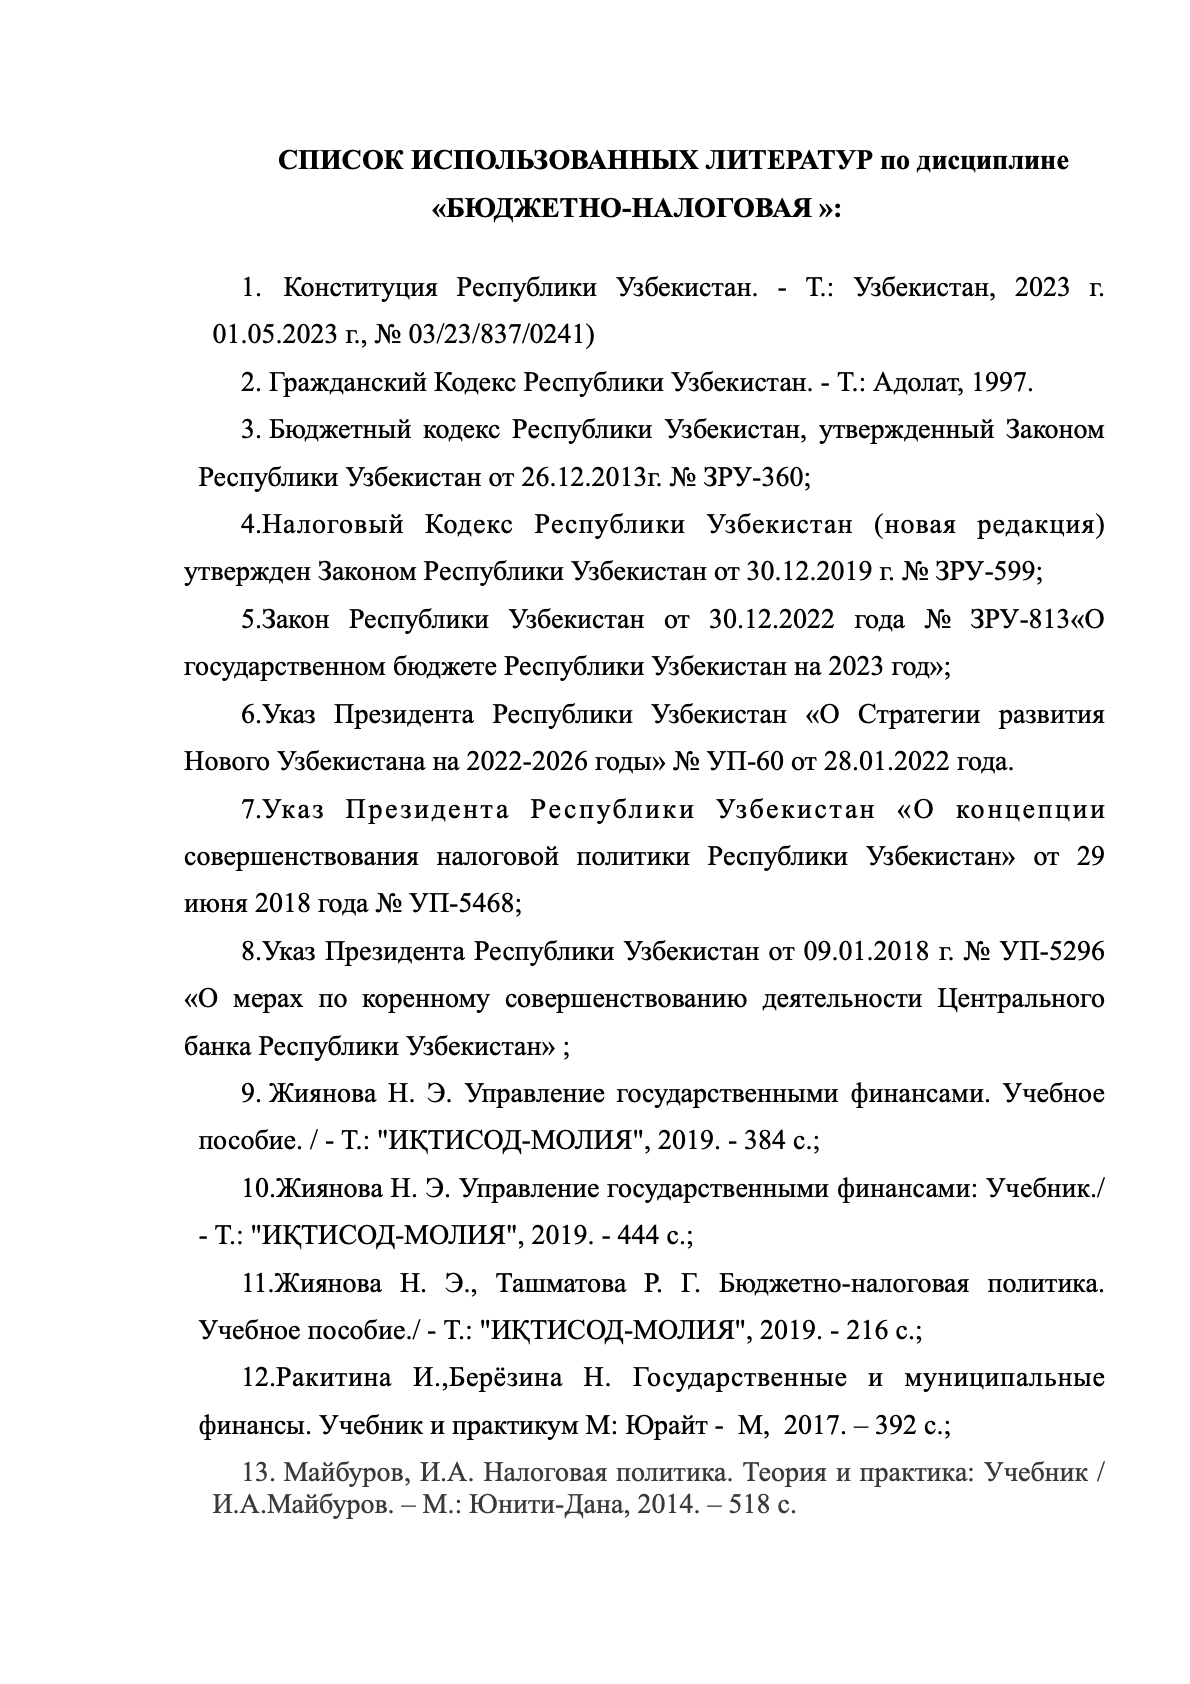 СПИСОК ИСПОЛЬЗОВАННЫХ ЛИТЕРАТУР по дисциплине
«БЮДЖЕТНО-НАЛОГОВАЯ »:
1. Конституция Республики Узбекистан. - Т.: Узбекистан, 2023 г.
01.05.2023 г., № 03/23/837/0241)
2. Гражданский Кодекс Республики Узбекистан. - Т.: Адолат, 1997.
3. Бюджетный кодекс Республики Узбекистан, утвержденный Законом
Республики Узбекистан от 26.12.2013г. № ЗРУ-360;
4.Налоговый Кодекс Республики Узбекистан (новая редакция)
утвержден Законом Республики Узбекистан от 30.12.2019 г. № ЗРУ-599;
5.Закон Республики Узбекистан от 30.12.2022 года № ЗРУ-813«О
государственном бюджете Республики Узбекистан на 2023 год»;
6.Указ Президента Республики Узбекистан «О Стратегии развития
Нового Узбекистана на 2022-2026 годы» № УП-60 от 28.01.2022 года.
7.Указ Президента Республики Узбекистан «О концепции
совершенствования налоговой политики Республики Узбекистан» от 29
июня 2018 года № УП-5468;
8.Указ Президента Республики Узбекистан от 09.01.2018 г. № УП-5296
«О мерах по коренному совершенствованию деятельности Центрального
банка Республики Узбекистан» ;
9. Жиянова Н. Э. Управление государственными финансами. Учебное
пособие. / - Т.: "ИҚТИСОД-МОЛИЯ", 2019. - 384 с.;
10.Жиянова Н. Э. Управление государственными финансами: Учебник./
- Т.: "ИҚТИСОД-МОЛИЯ", 2019. - 444 с.;
11.Жиянова Н. Э., Ташматова Р. Г. Бюджетно-налоговая политика.
Учебное пособие./ - Т.: "ИҚТИСОД-МОЛИЯ", 2019. - 216 с.;
12.Ракитина И.,Берёзина Н. Государственные и муниципальные
финансы. Учебник и практикум М: Юрайт - М, 2017. – 392 с.;
13. Майбуров, И.А. Налоговая политика. Теория и практика: Учебник /
И.А.Майбуров. – М.: Юнити-Дана, 2014. – 518 с.